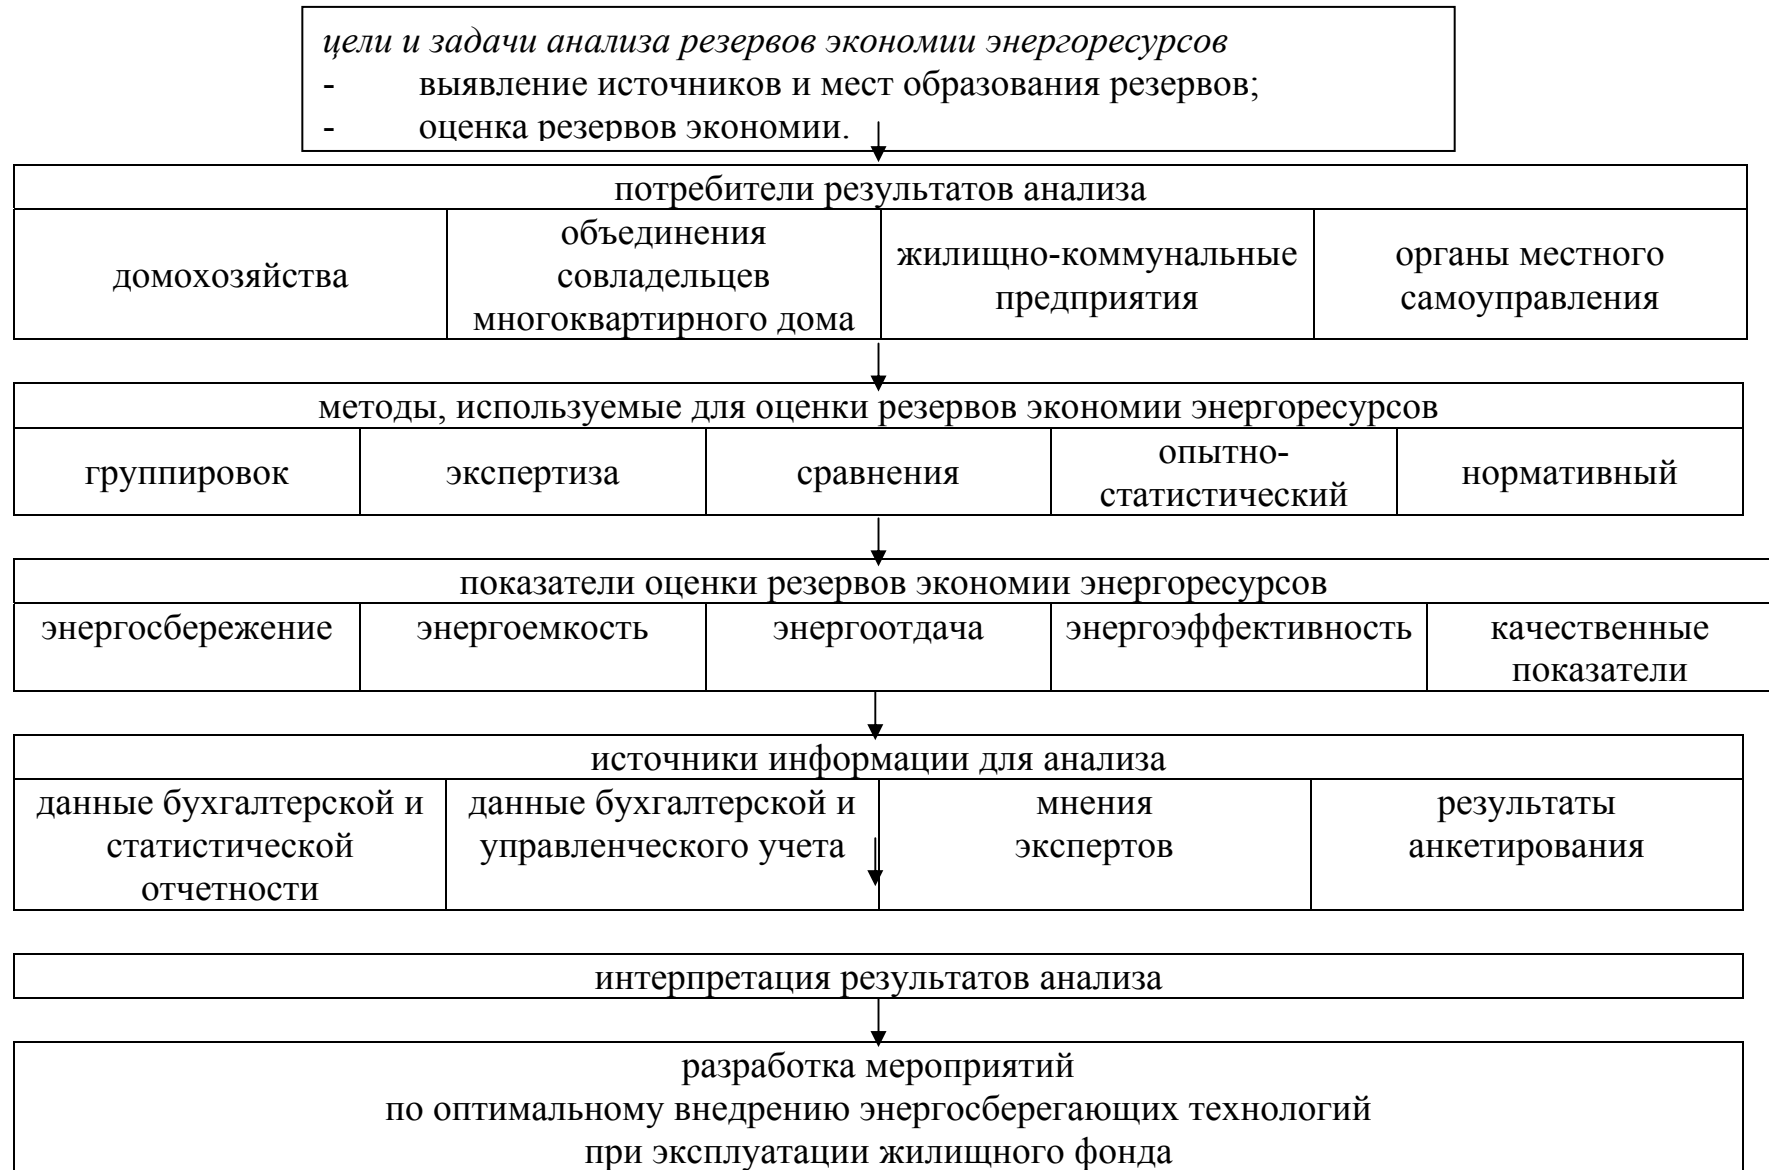 цели и задачи анализа резервов экономии энергоресурсов
- выявление источников и мест образования резервов;
- оценка резервов экономии.
потребители результатов анализа
домохозяйства
объединения
совладельцев
многоквартирного дома
жилищно-коммунальные
предприятия
органы местного
самоуправления
методы, используемые для оценки резервов экономии энергоресурсов
группировок
экспертиза
сравнения
опытно-
статистический
нормативный
показатели оценки резервов экономии энергоресурсов
энергосбережение
энергоемкость
энергоотдача
энергоэффективность
качественные
показатели
источники информации для анализа
данные бухгалтерской и
статистической
отчетности
данные бухгалтерской и
управленческого учета
мнения
экспертов
результаты
анкетирования
интерпретация результатов анализа
разработка мероприятий
по оптимальному внедрению энергосберегающих технологий
при эксплуатации жилищного фонда